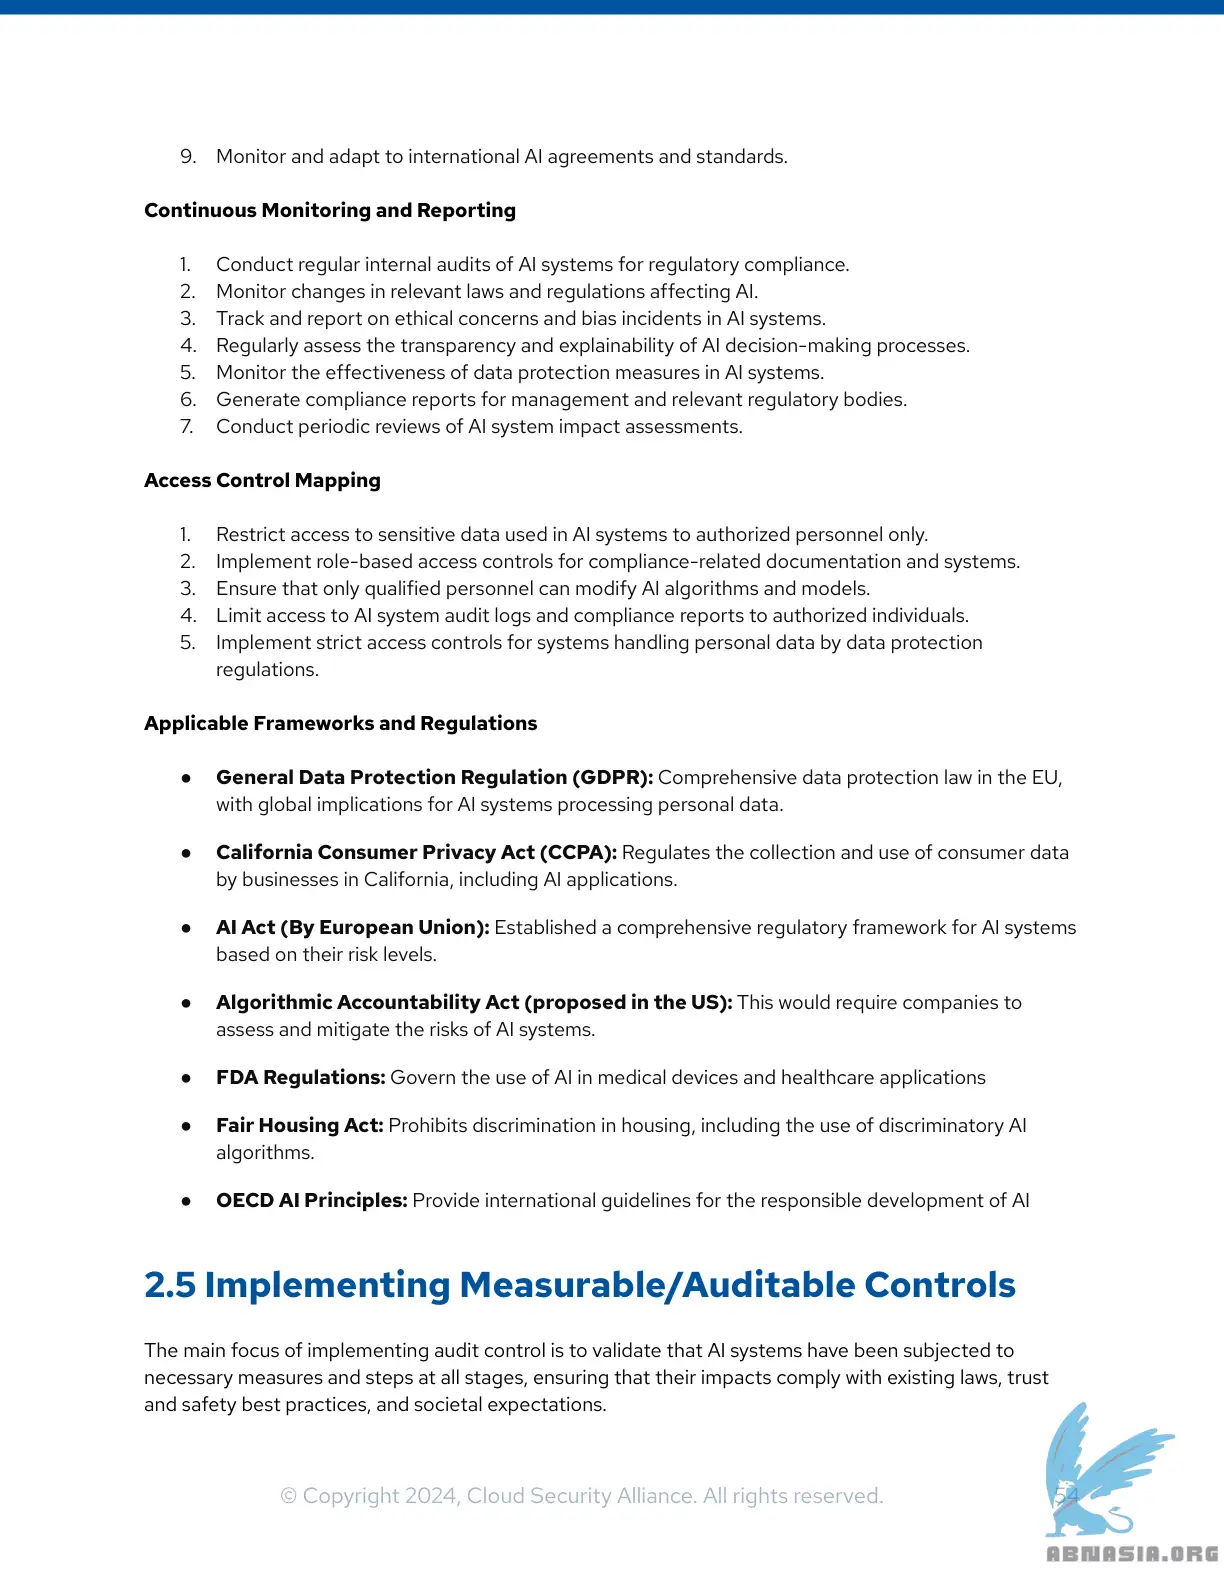 9. Monitor and adapt to international AI agreements and standards.
Continuous Monitoring and Reporting
1. Conduct regular internal audits of AI systems for regulatory compliance.
2. Monitor changes in relevant laws and regulations affecting AI.
3. Track and report on ethical concerns and bias incidents in AI systems.
4. Regularly assess the transparency and explainability of AI decision-making processes.
5. Monitor the effectiveness of data protection measures in AI systems.
6. Generate compliance reports for management and relevant regulatory bodies.
7. Conduct periodic reviews of AI system impact assessments.
Access Control Mapping
1. Restrict access to sensitive data used in AI systems to authorized personnel only.
2. Implement role-based access controls for compliance-related documentation and systems.
3. Ensure that only qualified personnel can modify AI algorithms and models.
4. Limit access to AI system audit logs and compliance reports to authorized individuals.
5. Implement strict access controls for systems handling personal data by data protection
regulations.
Applicable Frameworks and Regulations
● General Data Protection Regulation (GDPR): Comprehensive data protection law in the EU,
with global implications for AI systems processing personal data.
● California Consumer Privacy Act (CCPA): Regulates the collection and use of consumer data
by businesses in California, including AI applications.
● AI Act (By European Union): Established a comprehensive regulatory framework for AI systems
based on their risk levels.
● Algorithmic Accountability Act (proposed in the US): This would require companies to
assess and mitigate the risks of AI systems.
● FDA Regulations: Govern the use of AI in medical devices and healthcare applications
● Fair Housing Act: Prohibits discrimination in housing, including the use of discriminatory AI
algorithms.
● OECD AI Principles: Provide international guidelines for the responsible development of AI
2.5 Implementing Measurable/Auditable Controls
The main focus of implementing audit control is to validate that AI systems have been subjected to
necessary measures and steps at all stages, ensuring that their impacts comply with existing laws, trust
and safety best practices, and societal expectations.
© Copyright 2024, Cloud Security Alliance. All rights reserved.
54
ABNASIA.ORG